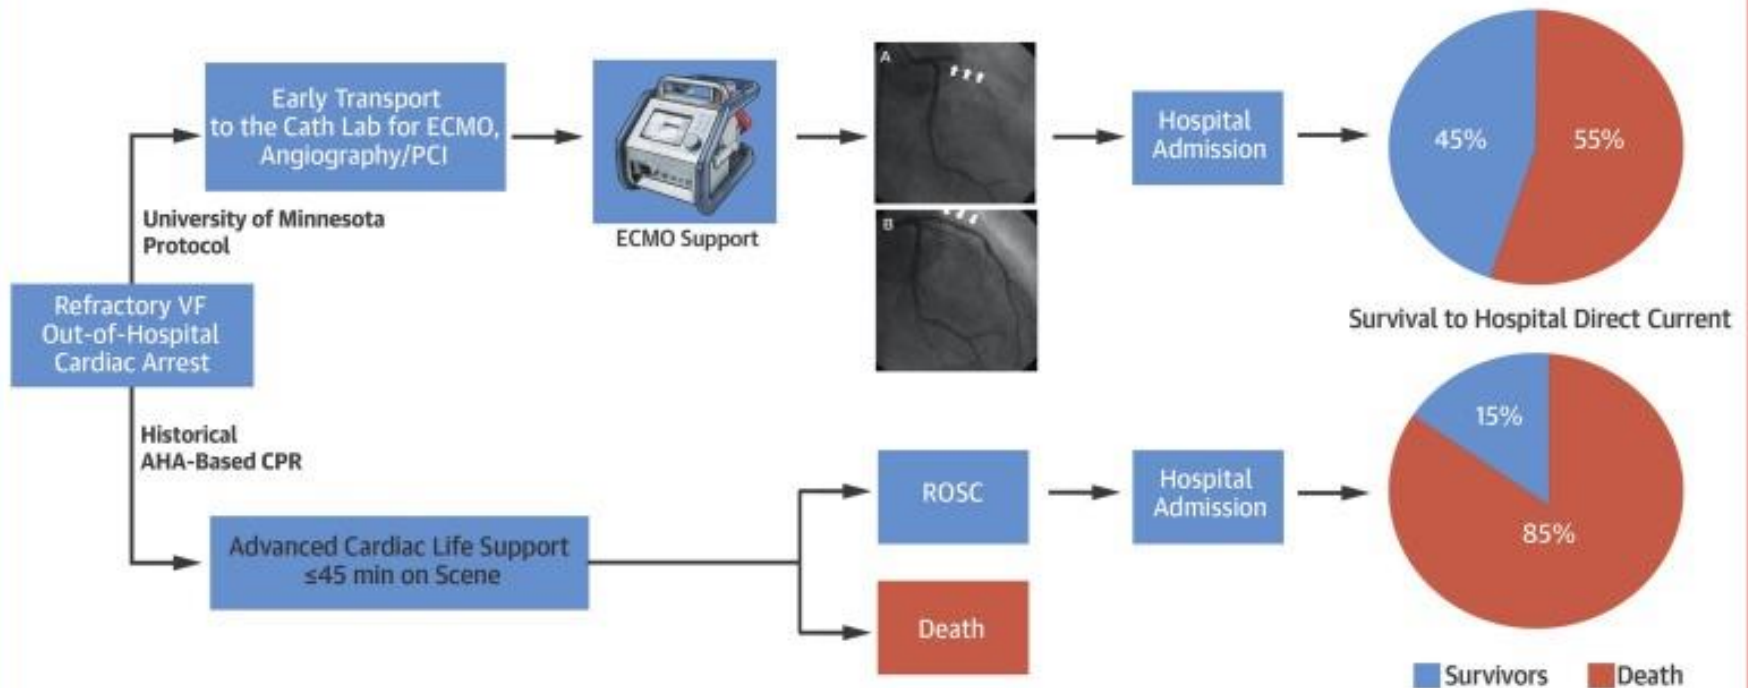 Early Transport
to the Cath Lab for ECMO,
Angiography/PCI
ECMO Support
A
B
Hospital
Admission
45%
55%
Survival to Hospital Direct Current
University of Minnesota
Protocol
Refractory VF
Out-of-Hospital
Cardiac Arrest
Historical
AHA-Based CPR
Advanced Cardiac Life Support
≤45 min on Scene
ROSC
Death
Hospital
Admission
15%
85%
Survivors
Death